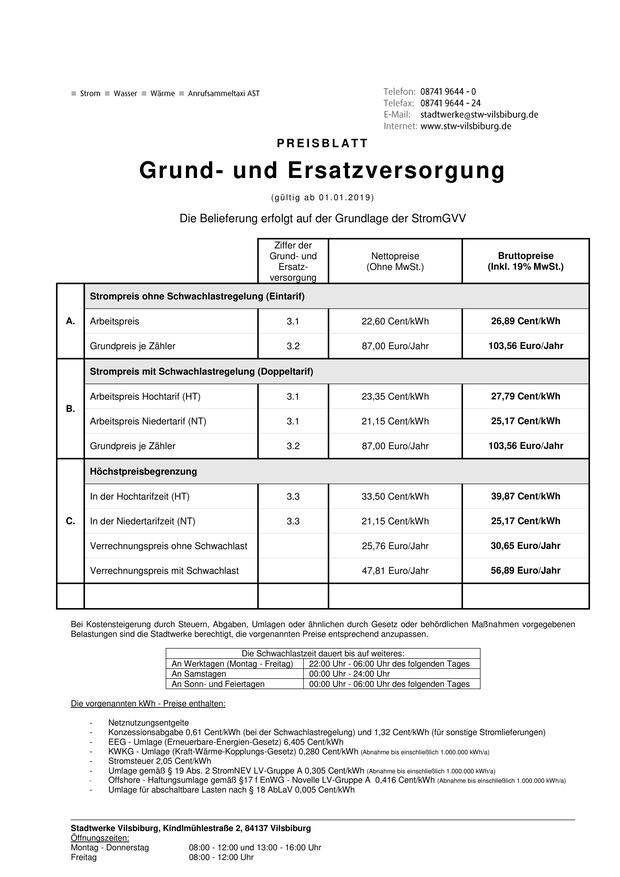 Strom Wasser Wärme Anrufsammeltaxi AST
Telefon: 08741 9644 - 0
Telefax: 08741 9644 - 24
E-Mail: stadtwerke@stw-vilsbiburg.de
Internet: www.stw-vilsbiburg.de
PREISBLATT
Grund- und Ersatzversorgung
(gültig ab 01.01.2019)
Die Belieferung erfolgt auf der Grundlage der StromGVV
Ziffer der
Grund- und
Ersatz-
versorgung
Nettopreise
(Ohne MwSt.)
Bruttopreise
(Inkl. 19% MwSt.)
A.
Strompreis ohne Schwachlastregelung (Eintarif)
Arbeitspreis 3.1 22,60 Cent/kWh 26,89 Cent/kWh
Grundpreis je Zähler 3.2 87,00 Euro/Jahr 103,56 Euro/Jahr
B.
Strompreis mit Schwachlastregelung (Doppeltarif)
Arbeitspreis Hochtarif (HT) 3.1 23,35 Cent/kWh 27,79 Cent/kWh
Arbeitspreis Niedertarif (NT) 3.1 21,15 Cent/kWh 25,17 Cent/kWh
Grundpreis je Zähler 3.2 87,00 Euro/Jahr 103,56 Euro/Jahr
C.
Höchstpreisbegrenzung
In der Hochtarifzeit (HT) 3.3 33,50 Cent/kWh 39,87 Cent/kWh
In der Niedertarifzeit (NT) 3.3 21,15 Cent/kWh 25,17 Cent/kWh
Verrechnungspreis ohne Schwachlast 25,76 Euro/Jahr 30,65 Euro/Jahr
Verrechnungspreis mit Schwachlast 47,81 Euro/Jahr 56,89 Euro/Jahr
Bei Kostensteigerung durch Steuern, Abgaben, Umlagen oder ähnlichen durch Gesetz oder behördlichen Maßnahmen vorgegebenen
Belastungen sind die Stadtwerke berechtigt, die vorgenannten Preise entsprechend anzupassen.
Die Schwachlastzeit dauert bis auf weiteres:
An Werktagen (Montag - Freitag) 22:00 Uhr - 06:00 Uhr des folgenden Tages
An Samstagen 00:00 Uhr - 24:00 Uhr
An Sonn- und Feiertagen 00:00 Uhr - 06:00 Uhr des folgenden Tages
Die vorgenannten kWh - Preise enthalten:
- Netznutzungsentgelte
- Konzessionsabgabe 0,61 Cent/kWh (bei der Schwachlastregelung) und 1,32 Cent/kWh (für sonstige Stromlieferungen)
- EEG - Umlage (Erneuerbare-Energien-Gesetz) 6,405 Cent/kWh
- KWKG - Umlage (Kraft-Wärme-Kopplungs-Gesetz) 0,280 Cent/kWh (Abnahme bis einschließlich 1.000.000 kWh/a)
- Stromsteuer 2,05 Cent/kWh
- Umlage gemäß § 19 Abs. 2 StromNEV LV-Gruppe A 0,305 Cent/kWh (Abnahme bis einschließlich 1.000.000 kWh/a)
- Offshore - Haftungsumlage gemäß §17 f EnWG - Novelle LV-Gruppe A 0,416 Cent/kWh (Abnahme bis einschließlich 1.000.000 kWh/a)
- Umlage für abschaltbare Lasten nach § 18 AbLaV 0,005 Cent/kWh
Stadtwerke Vilsbiburg, Kindlmühlestraße 2, 84137 Vilsbiburg
Öffnungszeiten:
Montag - Donnerstag 08:00 - 12:00 und 13:00 - 16:00 Uhr
Freitag 08:00 - 12:00 Uhr